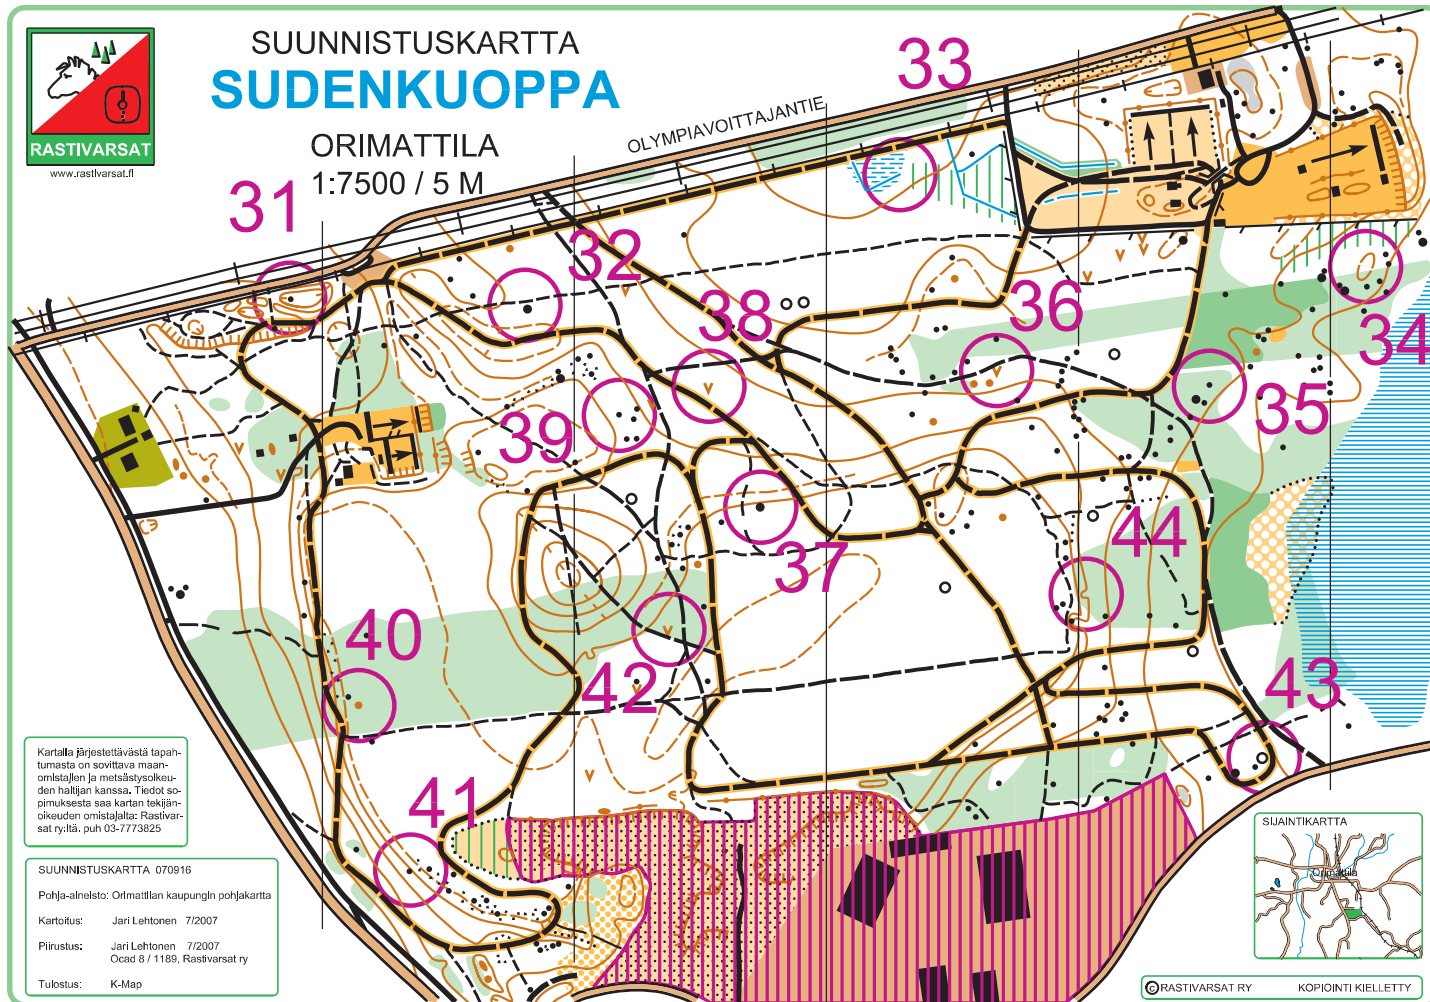 SUUNNISTUSKARTTA
SUDENKUOPPA
ORIMATTILA
1:7500 / 5 M
RASTIVARSAT
www.rastivarsat.fi
OLYMPIAVOITTAJANTIE
33
31
32
38
36
34
35
39
37
44
40
42
43
41
Kartalla järjestettävästä tapah-
tumasta on sovittava maan-
omistajien ja metsästysoikeu-
den haltijan kanssa. Tiedot so-
pimuksesta saa kartan tekijän-
oikeuden omistajalta: Rastivar-
sat ry:ltä. puh 03-7773825
SUUNNISTUSKARTTA 070916
Pohja-aineisto: Orimattilan kaupungin pohjakartta
Kartoitus: Jari Lehtonen 7/2007
Piirustus: Jari Lehtonen 7/2007
Ocad 8 / 1189, Rastivarsat ry
Tulostus: K-Map
SIJAINTIKARTTA
Orimattila
© RASTIVARSAT RY KOPIOINTI KIELLETTY